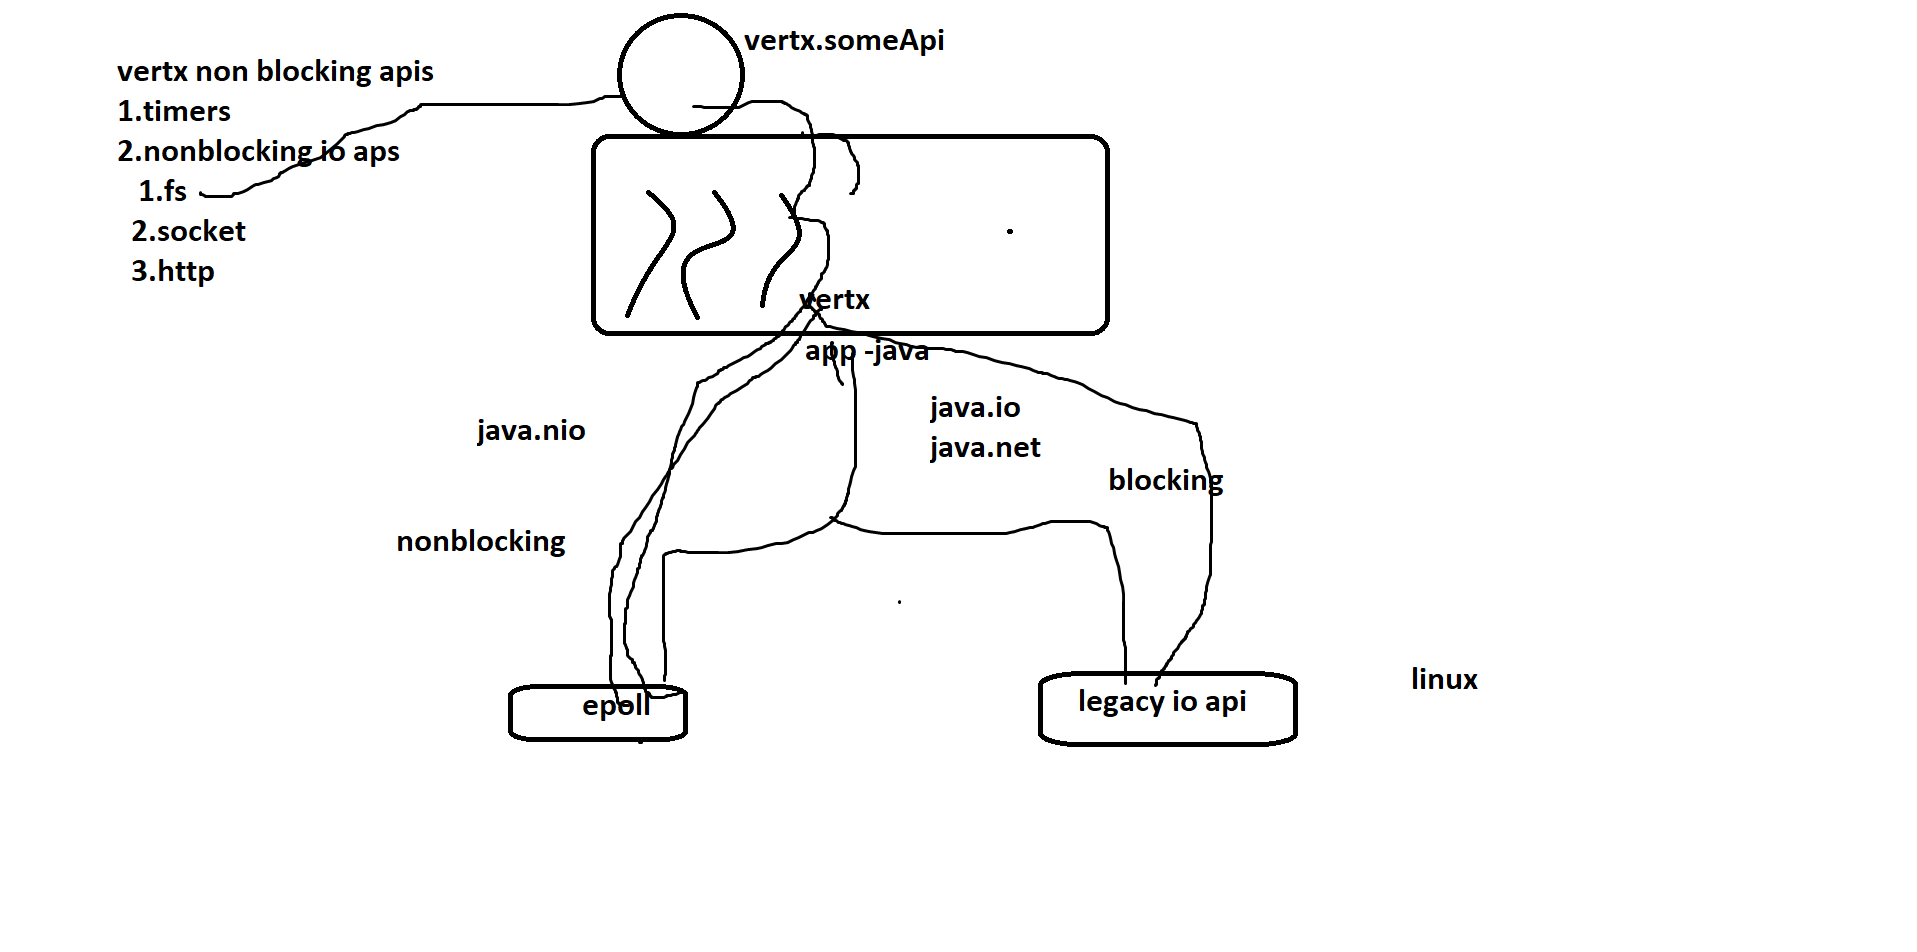 vertx.someApi
vertx non blocking apis
1.timers
2.nonblocking io aps
1.fs
2.socket
3.http
vertx
app -java
java.nio
java.io
java.net
blocking
nonblocking
epoll
legacy io api
linux